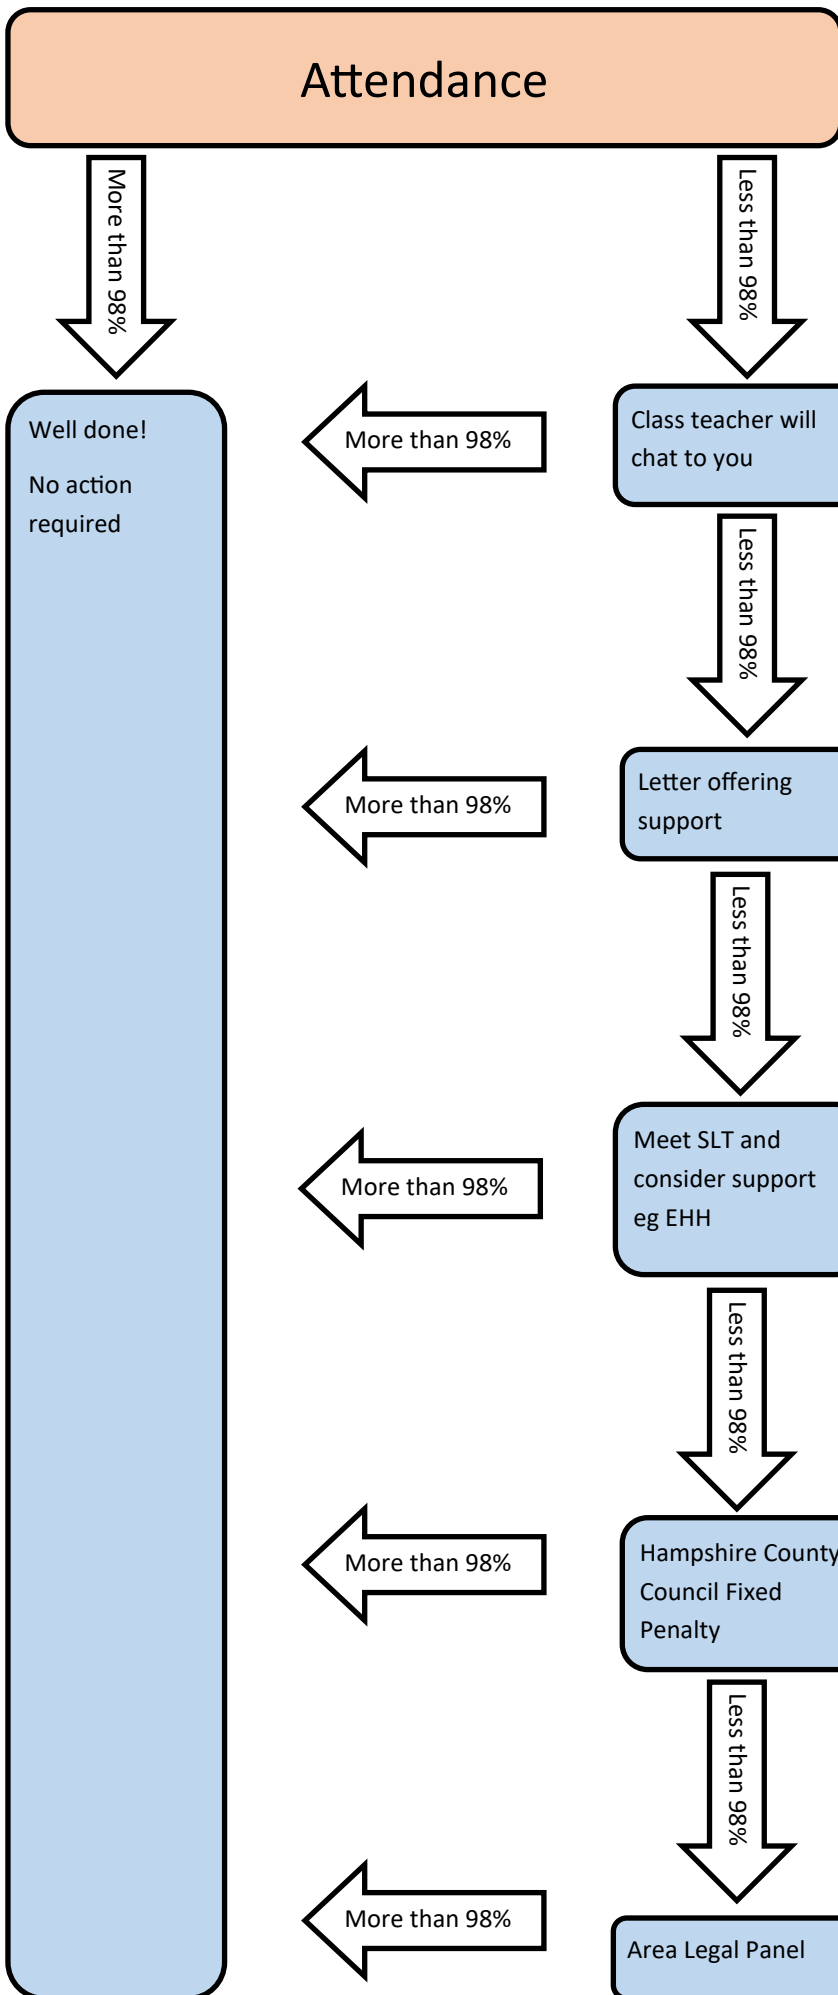 Attendance
More than 98%
Less than 98%
Well done!
No action
required
More than 98%
Class teacher will
chat to you
Less than 98%
More than 98%
Letter offering
support
Less than 98%
More than 98%
Meet SLT and
consider support
eg EHH
Less than 98%
More than 98%
Hampshire County
Council Fixed
Penalty
Less than 98%
More than 98%
Area Legal Panel